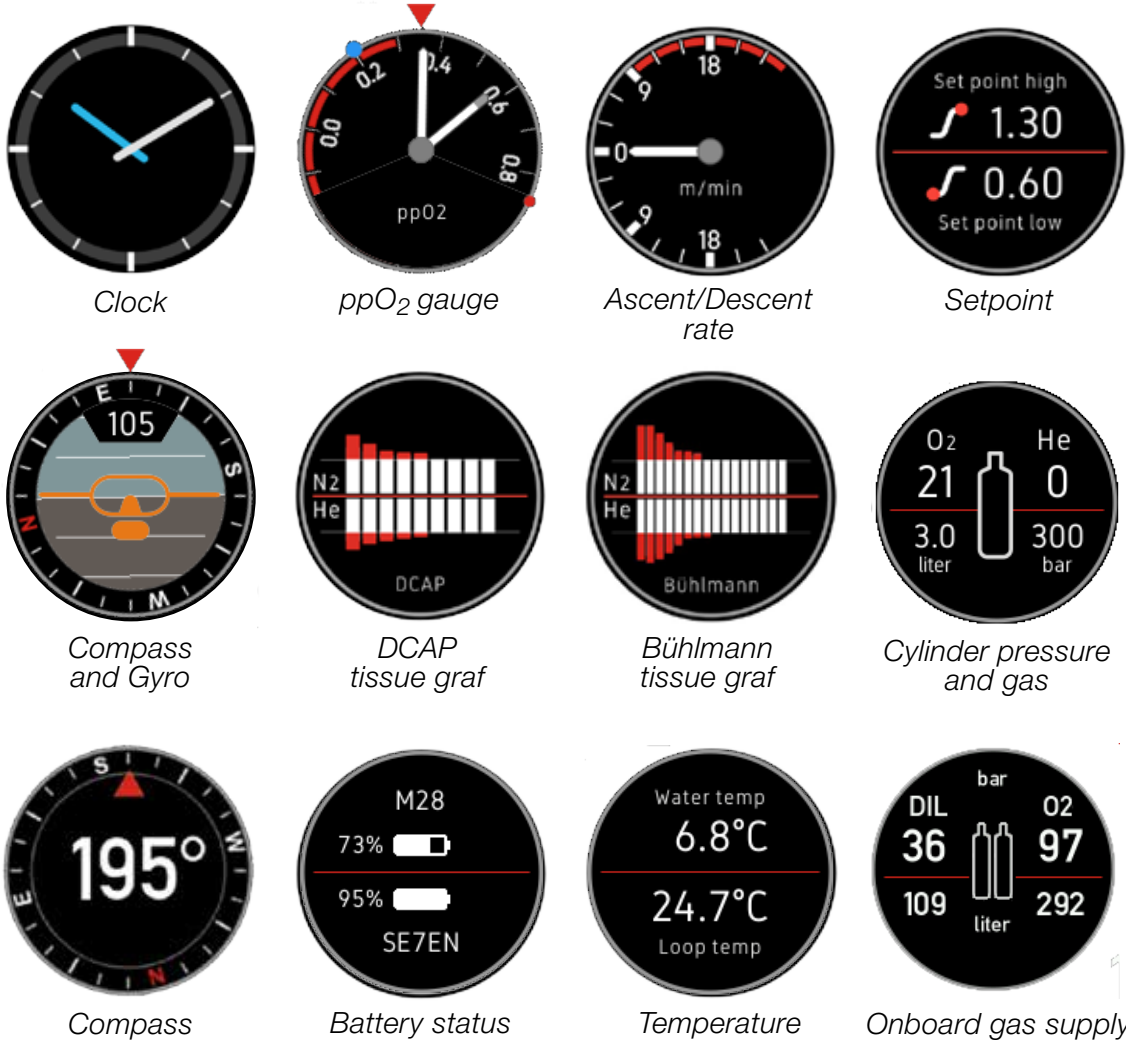 Clock
0.0
0.2
0.4
0.6
0.8
ppO2
ppO2 gauge
18
9
0
m/min
9
18
Ascent/Descent
rate
Set point high
1.30
0.60
Set point low
Setpoint
E
105
S
N
W
Compass
and Gyro
N2
He
DCAP
DCAP
tissue graf
N2
He
Bühlmann
Bühlmann
tissue graf
O2 He
21 0
3.0 300
liter bar
Cylinder pressure
and gas
S
W
195°
E
N
Compass
M28
73%
95%
SE7EN
Battery status
Water temp
6.8°C
24.7°C
Loop temp
Temperature
bar
DIL O2
36 97
109 292
liter
Onboard gas supply